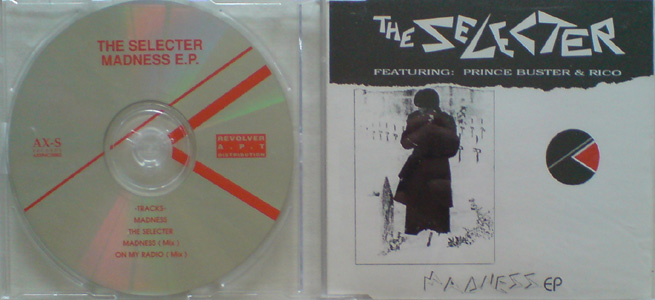 THE SELECTER
MADNESS E.P.
AX-S
REVOLVER
A.P.T
DISTRIBUTION
-TRACKS-
MADNESS
THE SELECTER
MADNESS ( Mix )
ON MY RADIO ( Mix )
THE SELECTER
FEATURING: PRINCE BUSTER & RICO
MADNESS EP